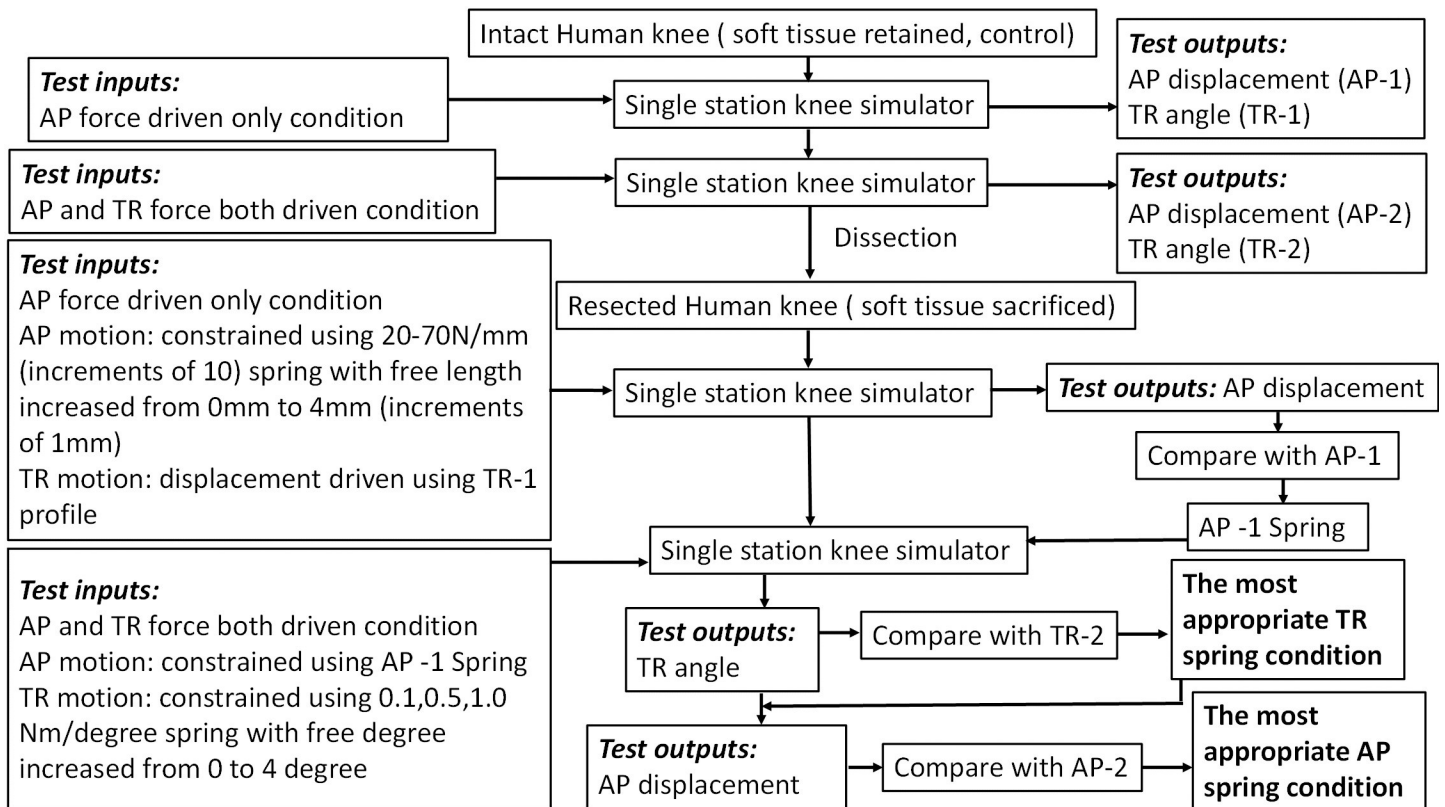 Intact Human knee ( soft tissue retained, control)
Test inputs:
AP force driven only condition
Single station knee simulator
Test outputs:
AP displacement (AP-1)
TR angle (TR-1)
Test inputs:
AP and TR force both driven condition
Single station knee simulator
Test outputs:
AP displacement (AP-2)
TR angle (TR-2)
Dissection
Resected Human knee ( soft tissue sacrificed)
Test inputs:
AP force driven only condition
AP motion: constrained using 20-70N/mm
(increments of 10) spring with free length
increased from 0mm to 4mm (increments
of 1mm)
TR motion: displacement driven using TR-1
profile
Single station knee simulator
Test outputs: AP displacement
Compare with AP-1
AP -1 Spring
Single station knee simulator
Test inputs:
AP and TR force both driven condition
AP motion: constrained using AP -1 Spring
TR motion: constrained using 0.1,0.5,1.0
Nm/degree spring with free degree
increased from 0 to 4 degree
Test outputs:
TR angle
Compare with TR-2
The most
appropriate TR
spring condition
Test outputs:
AP displacement
Compare with AP-2
The most
appropriate AP
spring condition